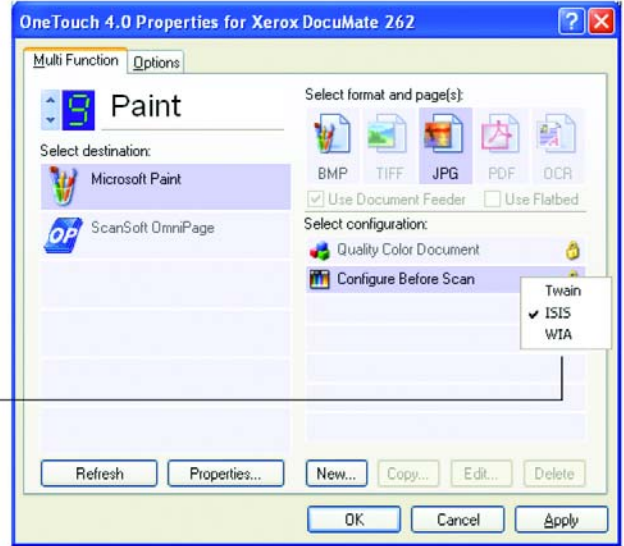 OneTouch 4.0 Properties for Xerox DocuMate 262
Multi Function
Options
9 Paint
Select destination:
Microsoft Paint
ScanSoft OmniPage
Select format and page(s):
BMP TIFF JPG PDF OCR
Use Document Feeder
Use Flatbed
Select configuration:
Quality Color Document
Configure Before Scan
Twain
ISIS
WIA
Refresh
Properties...
New...
Copy...
Edit...
Delete
OK
Cancel
Apply